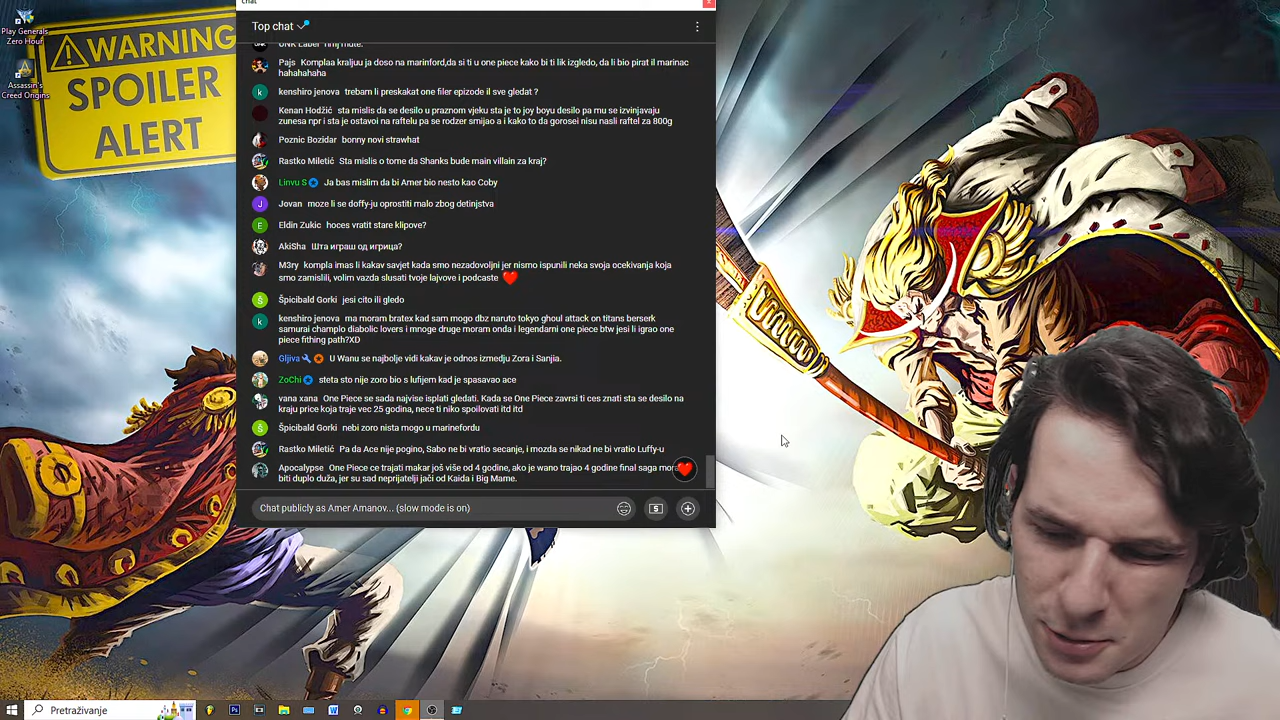 Play Generals
Zero Hour
Assassin's
Creed Origins
WARNING
SPOILER
ALERT
Chat
Top chat
Pajs Komplaa kraljuu ja doso na marinford,da si ti u one piece kako bi ti lik izgledo, da li bio pirat il marinac
hahahahaha
kenshiro jenova trebam li preskakat one filer epizode il sve gledat ?
Kenan Hodžić sta mislis da se desilo u praznom vjeku sta je to joy boyu desilo pa mu se izvinjavaju
zunesa npr i sta je ostavoi na raftelu pa se rodzer smijao a i kako to da gorosei nisu nasli raftel za 800g
Poznic Bozidar bonny novi strawhat
Rastko Miletić Sta mislis o tome da Shanks bude main villain za kraj?
Linvu S Ja bas mislim da bi Amer bio nesto kao Coby
Jovan moze li se doffy-ju oprostiti malo zbog detinjstva
Eldin Zukic hoces vratit stare klipove?
AkiSha Шта играш од игрица?
M3ry kompla imas li kakav savjet kada smo nezadovoljni jer nismo ispunili neka svoja ocekivanja koja
smo zamislili, volim vazda slusati tvoje lajvove i podcaste ❤️
Špicibald Gorki jesi cito ili gledo
kenshiro jenova ma moram bratex kad sam mogo dbz naruto tokyo ghoul attack on titans berserk
samurai champlo diabolic lovers i mnoge druge moram onda i legendarni one piece btw jesi li igrao one
piece fithing path?XD
Gljiva U Wanu se najbolje vidi kakav je odnos izmedju Zora i Sanjia.
ZoChi steta sto nije zoro bio s lufijem kad je spasavao ace
vana xana One Piece se sada najvise isplati gledati. Kada se One Piece zavrsi ti ces znati sta se desilo na
kraju price koja traje vec 25 godina, nece ti niko spoilovati itd itd
Špicibald Gorki nebi zoro nista mogo u marinefordu
Rastko Miletić Pa da Ace nije pogino, Sabo ne bi vratio secanje, i mozda se nikad ne bi vratio Luffy-u
Apocalypse One Piece ce trajati makar još više od 4 godine, ako je wano trajao 4 godine final saga mora
biti duplo duža, jer su sad neprijatelji jači od Kaida i Big Mame.
Chat publicly as Amer Amanov... (slow mode is on)
Pretraživanje